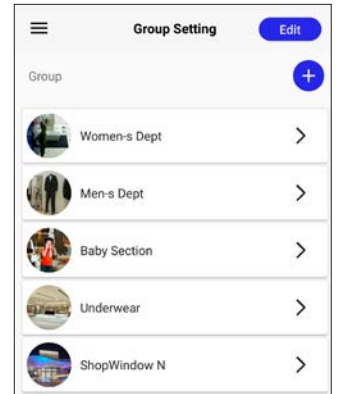 Group Setting
Edit
Group
Women-s Dept
Men-s Dept
Baby Section
Underwear
ShopWindow N